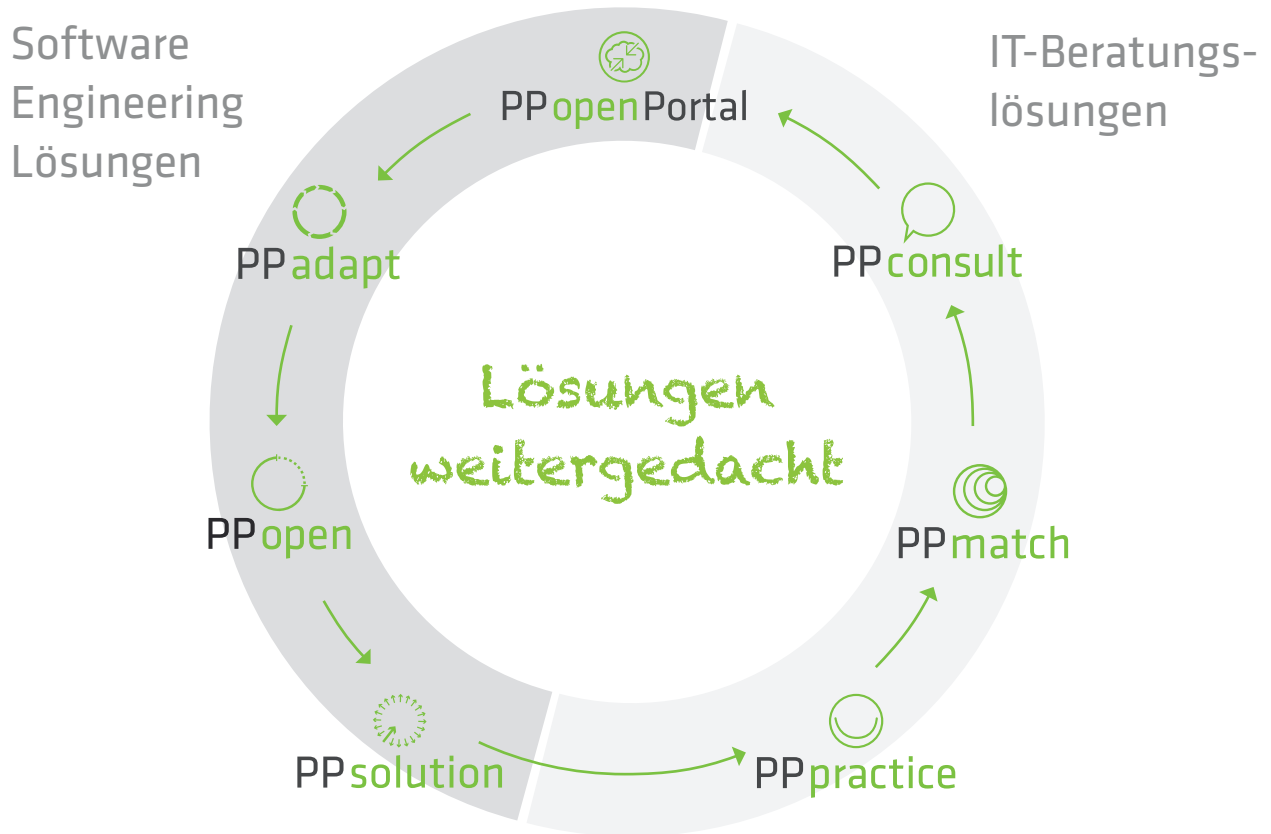 Software
Engineering
Lösungen
IT-Beratungs-
lösungen
PPopenPortal
PPadapt
PPconsult
Lösungen
weitergedacht
PPopen
PPmatch
PPsolution
PPpractice